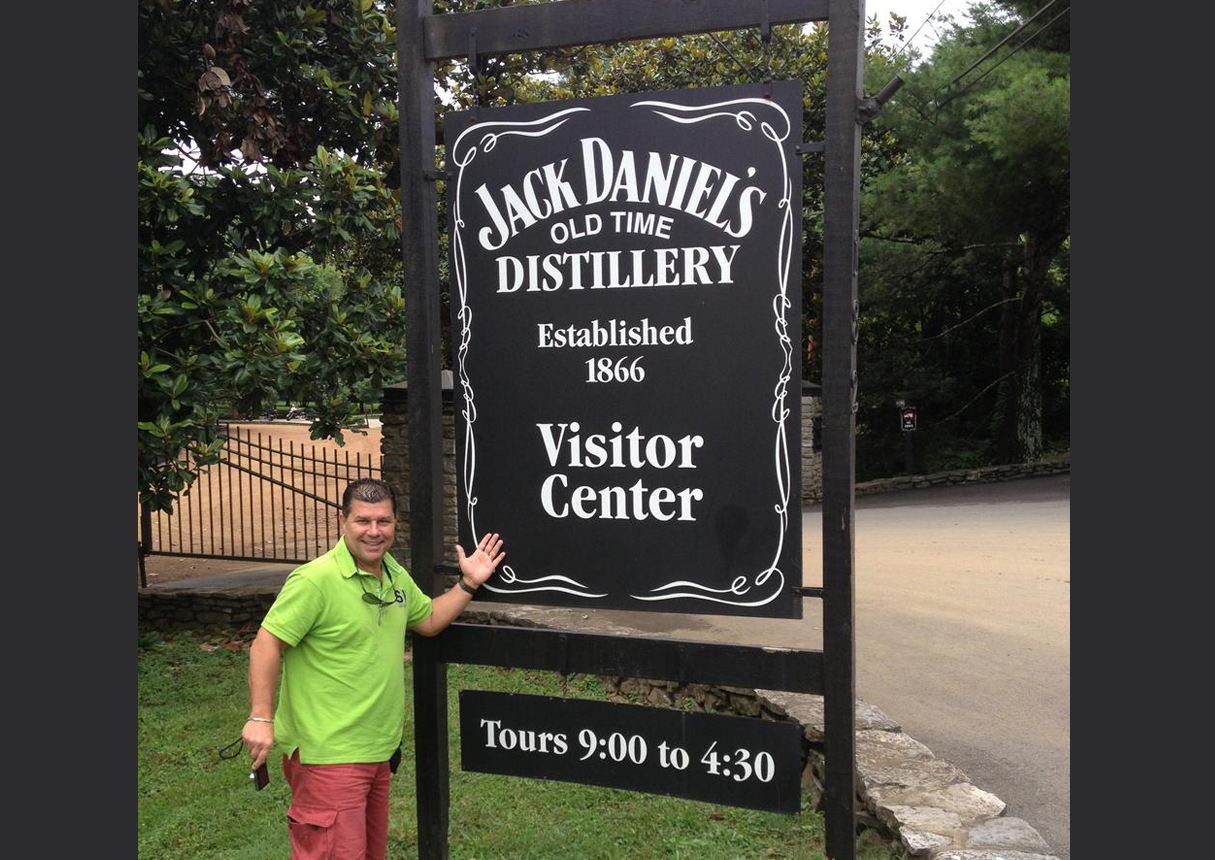 JACK DANIEL'S
OLD TIME
DISTILLERY
Established
1866
Visitor
Center
Tours 9:00 to 4:30